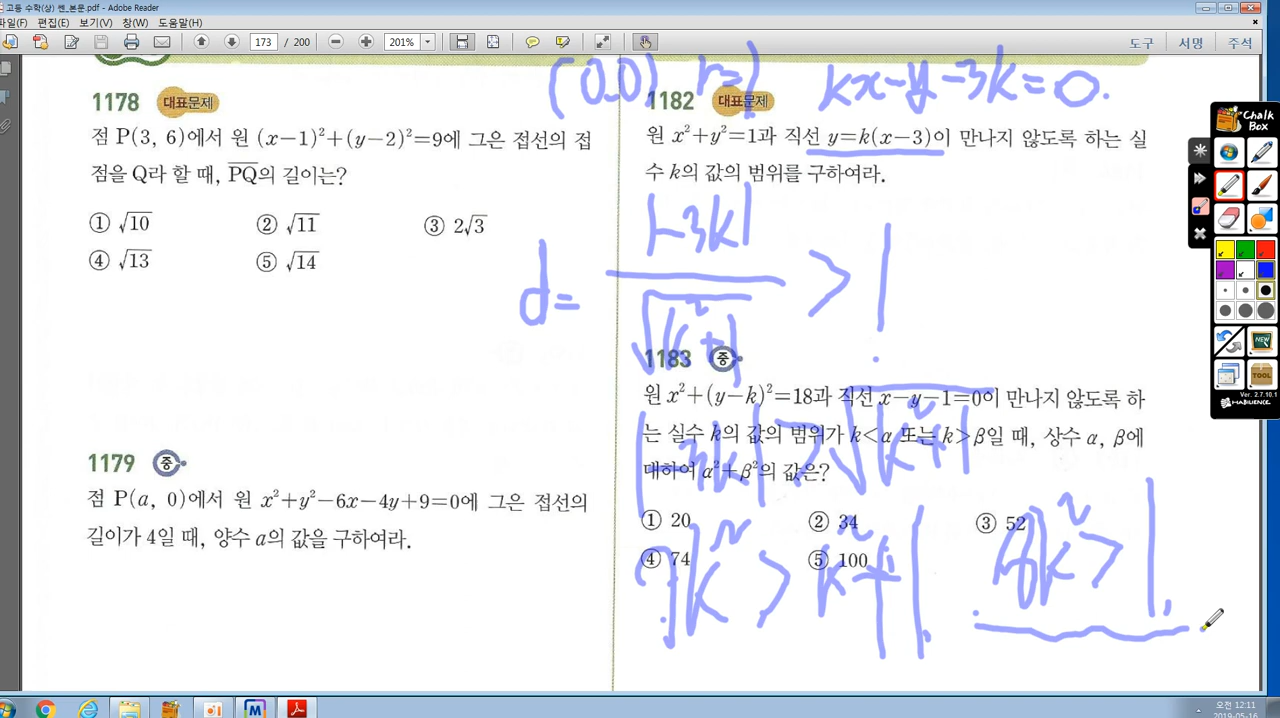 고등 수학(상) 쎈_본문.pdf - Adobe Reader
파일(F) 편집(E) 보기(V) 창(W) 도움말(H)
173 / 200 201% 도구 서명 주석
(0,0), r=1 kx-y-3k=0.
1178 대표문제
점 P(3, 6)에서 원 (x-1)²+(y-2)²=9에 그은 접선의 접
점을 Q라 할 때, P̅Q̅의 길이는?
① √10 ② √11 ③ 2√3
④ √13 ⑤ √14
1179 중
점 P(a, 0)에서 원 x²+y²-6x-4y+9=0에 그은 접선의
길이가 4일 때, 양수 a의 값을 구하여라.
1182 대표문제
원 x²+y²=1과 직선 y=k(x-3)이 만나지 않도록 하는 실
수 k의 값의 범위를 구하여라.
d= |-3k| / √(k²+1) > 1
1183 중
원 x²+(y-k)²=18과 직선 x-y-1=0이 만나지 않도록 하
는 실수 k의 값의 범위가 k<α 또는 k>β일 때, 상수 α, β에
대하여 α²+β²의 값은?
① 20 ② 34 ③ 52
④ 74 ⑤ 100
|3k| > √(k²+1)
9k² > k²+1.
8k² > 1.
Chalk
Box
NEW
TOOL
Ver. 2.7.10.1
HABILIENCE
오전 12:11
2019-05-16